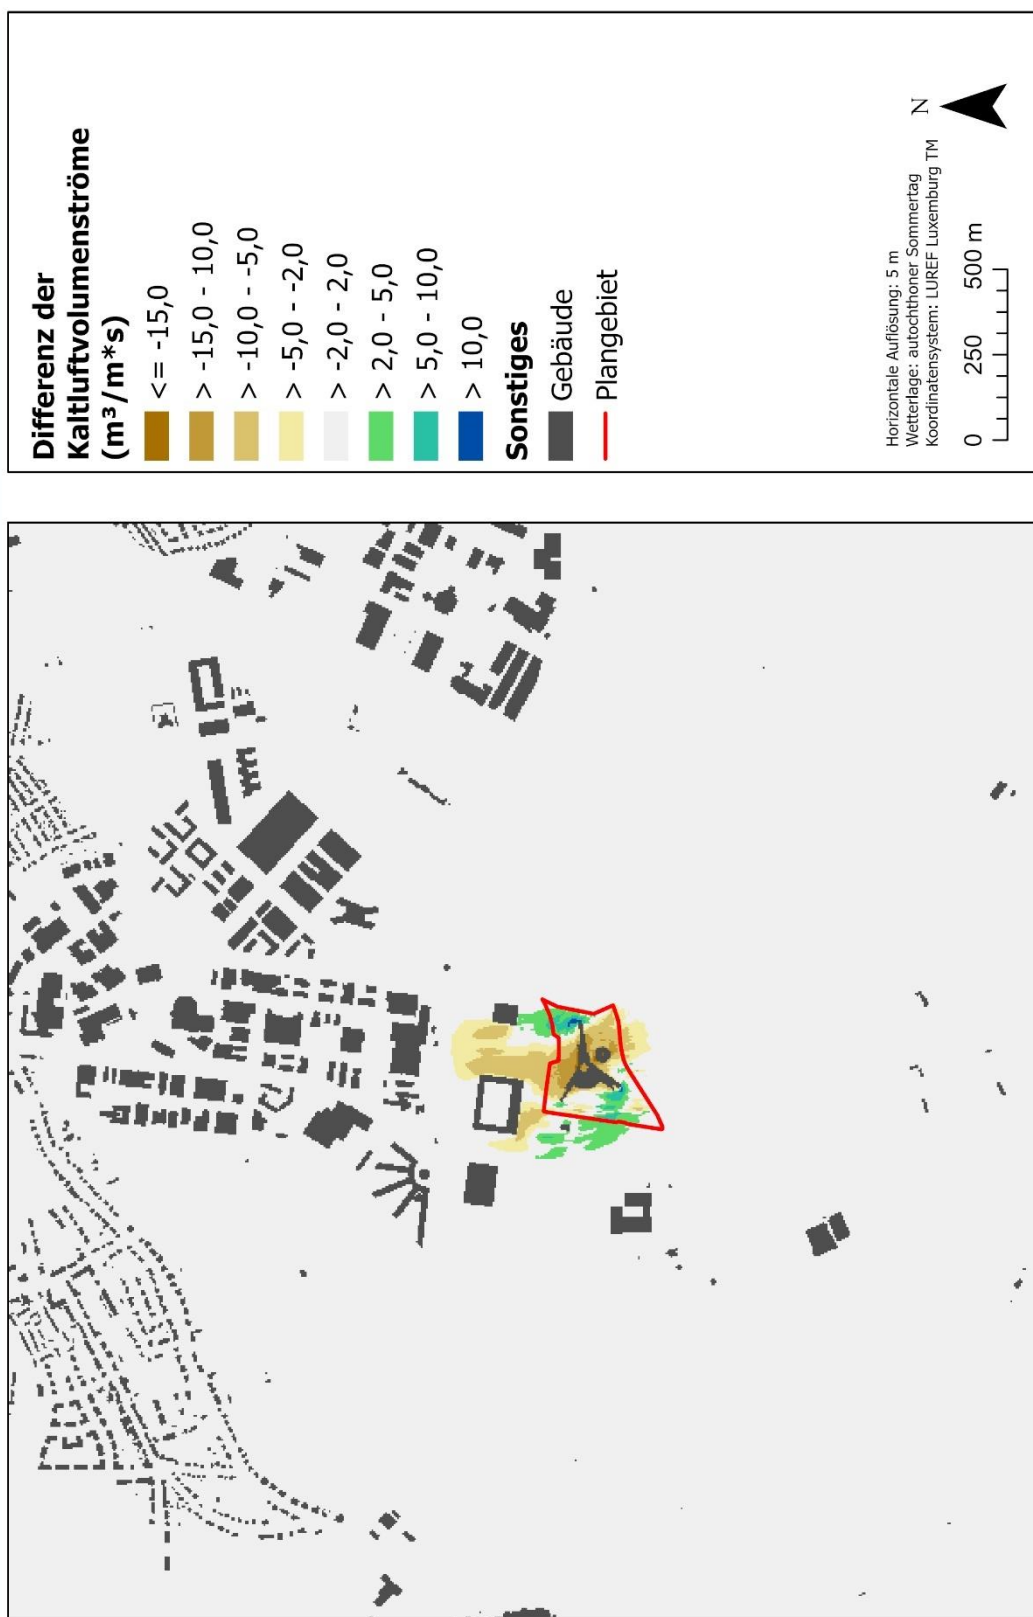 Differenz der
Kaltluftvolumenströme
(m³/m*s)
<= -15,0
> -15,0 - 10,0
> -10,0 - -5,0
> -5,0 - -2,0
> -2,0 - 2,0
> 2,0 - 5,0
> 5,0 - 10,0
> 10,0
Sonstiges
Gebäude
Plangebiet
Horizontale Auflösung: 5 m
Wetterlage: autochthoner Sommertag
Koordinatensystem: LUREF Luxemburg TM
N
0 250 500 m